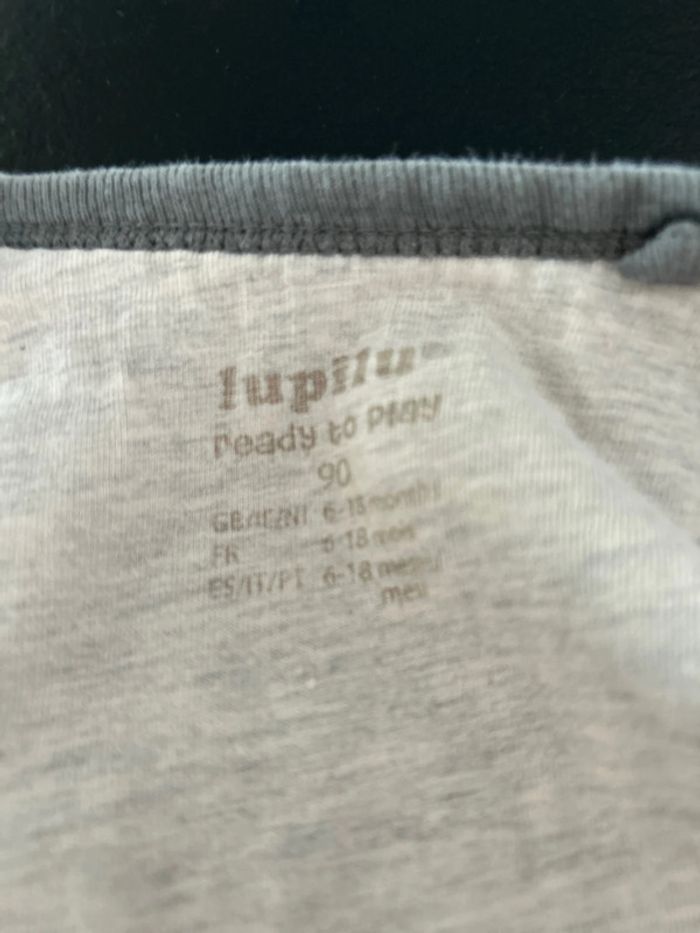 lupilu
ready to play
90
GB/IE/NI 6-18 months
FR 6-18 mois
ES/IT/PT 6-18 meses/
mesi